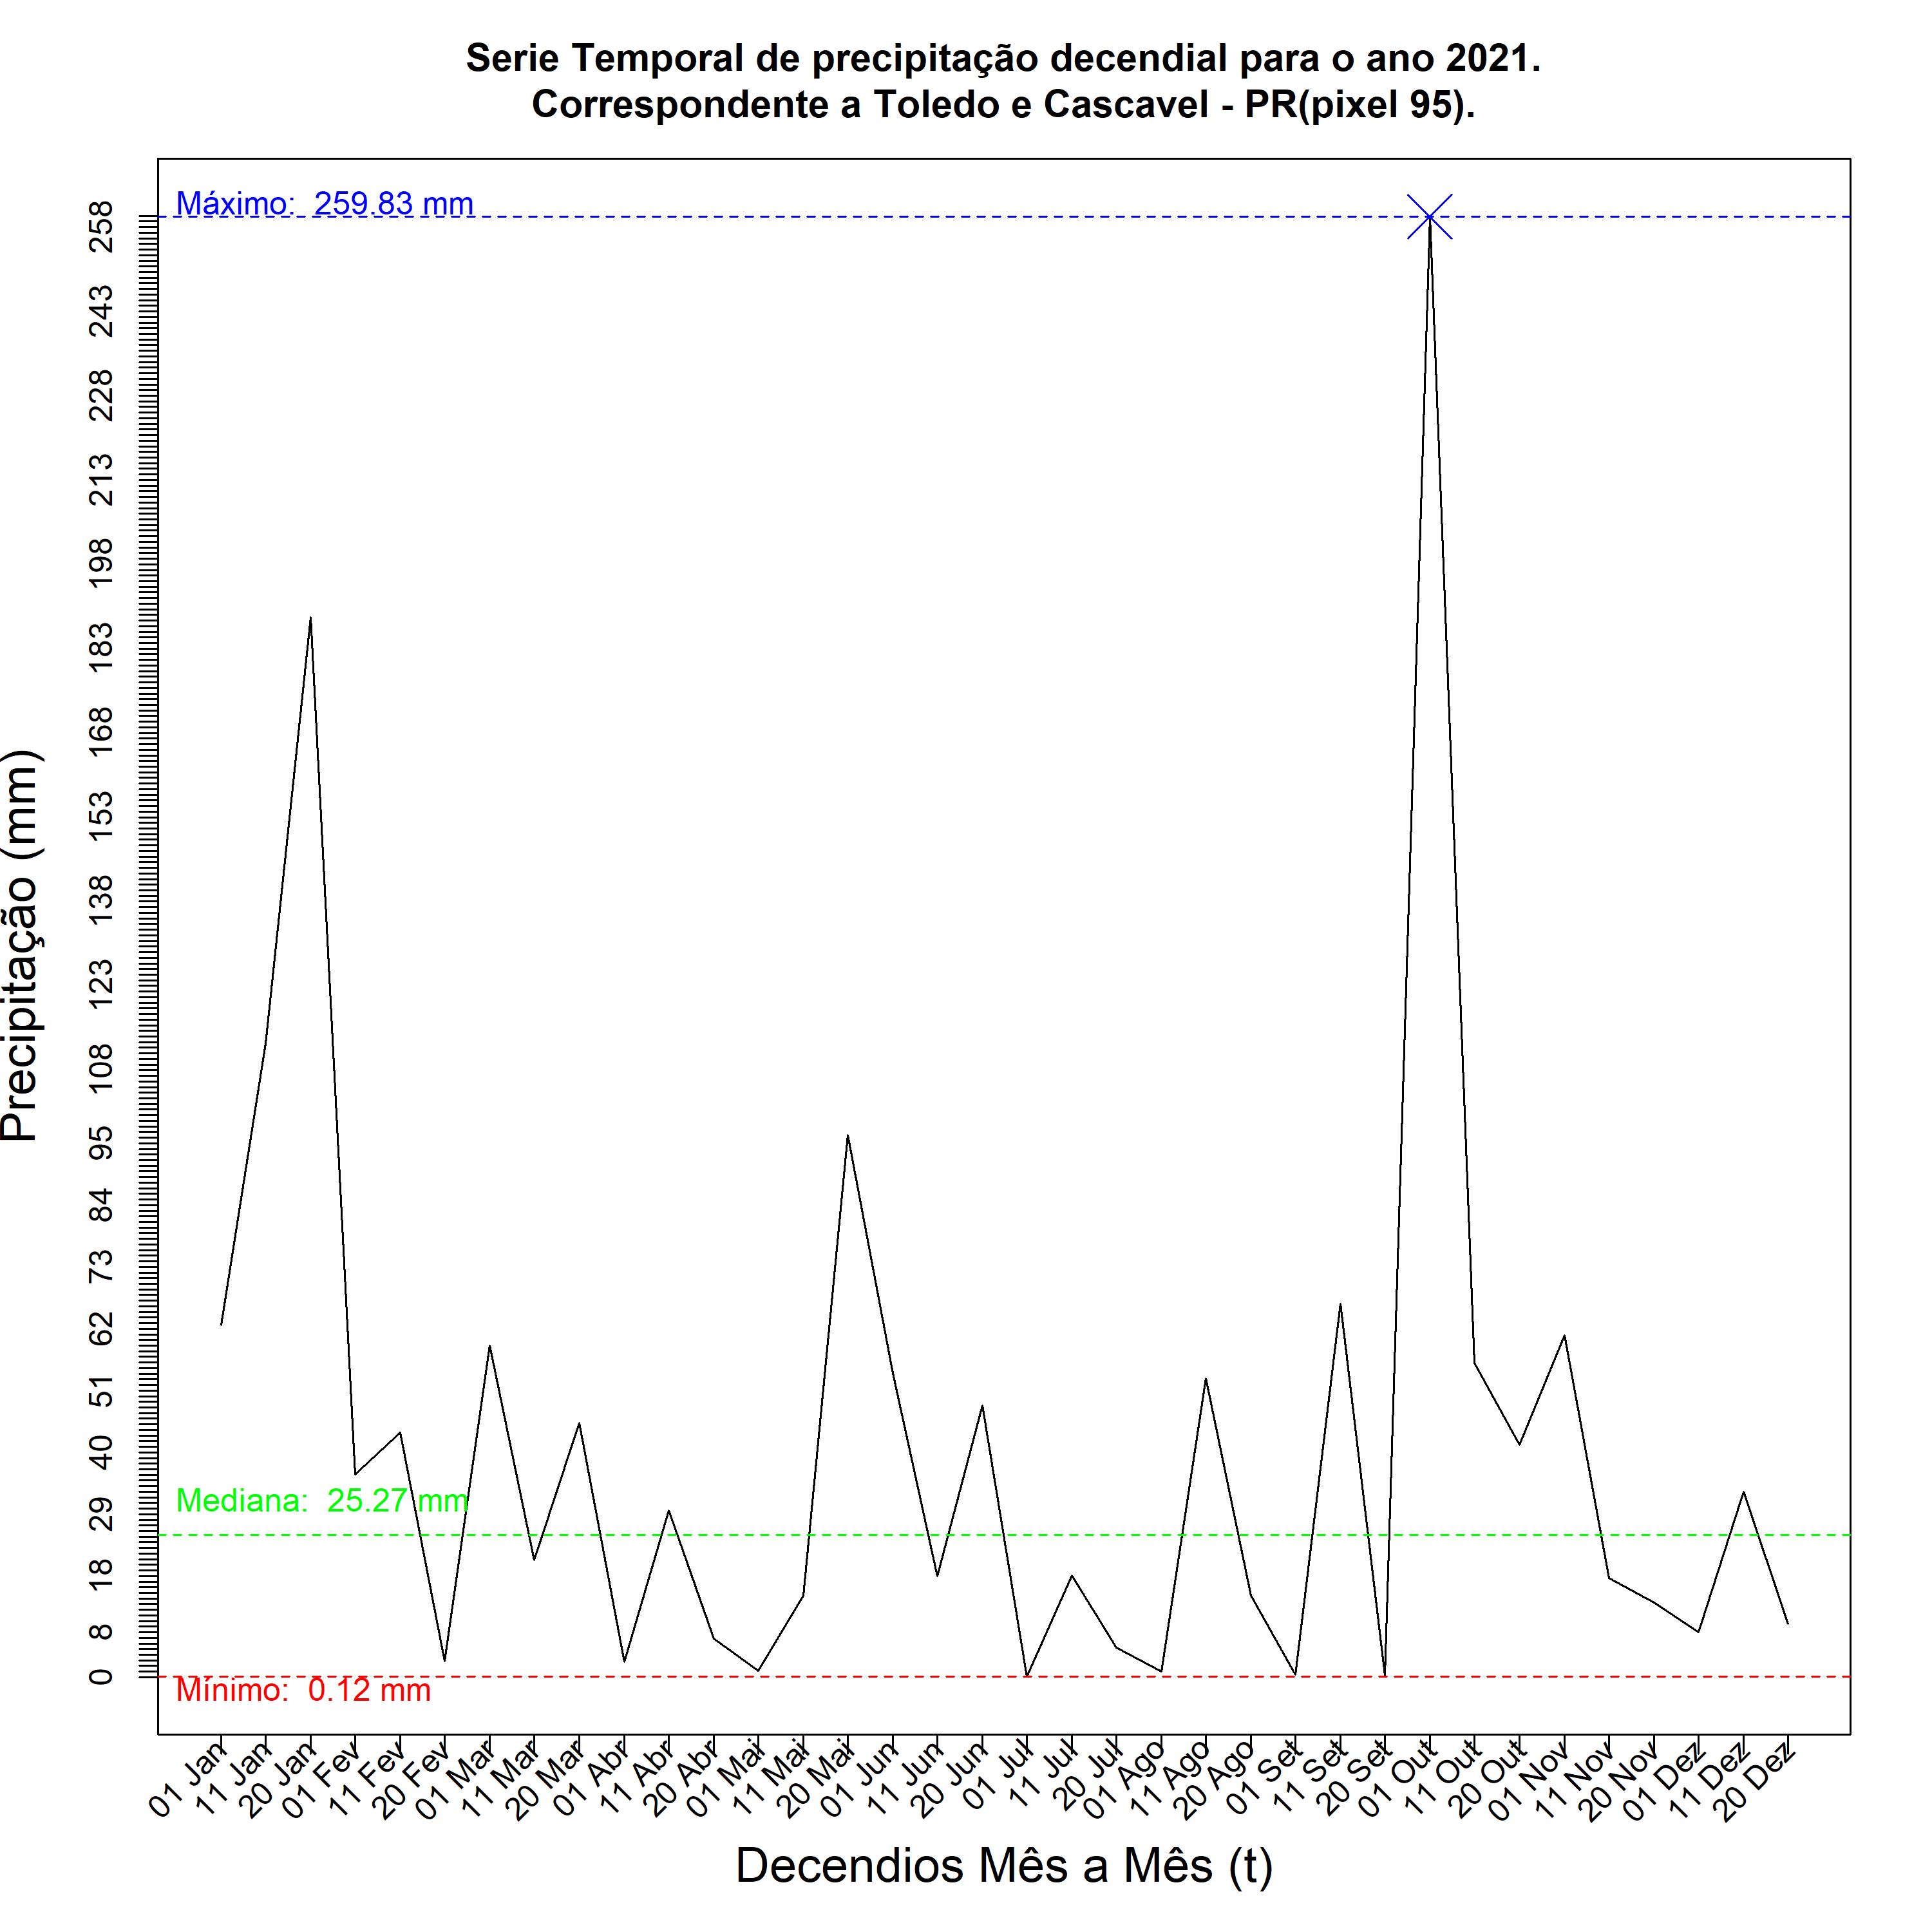 Serie Temporal de precipitação decendial para o ano 2021.
Correspondente a Toledo e Cascavel - PR(pixel 95).
Máximo:  259.83 mm
Mediana:  25.27 mm
Mínimo:  0.12 mm
Precipitação (mm)
258
243
228
213
198
183
168
153
138
123
108
95
84
73
62
51
40
29
18
8
0
01 Jan
11 Jan
20 Jan
01 Fev
11 Fev
20 Fev
01 Mar
11 Mar
20 Mar
01 Abr
11 Abr
20 Abr
01 Mai
11 Mai
20 Mai
01 Jun
11 Jun
20 Jun
01 Jul
11 Jul
20 Jul
01 Ago
11 Ago
20 Ago
01 Set
11 Set
20 Set
01 Out
11 Out
20 Out
01 Nov
11 Nov
20 Nov
01 Dez
11 Dez
20 Dez
Decendios Mês a Mês (t)